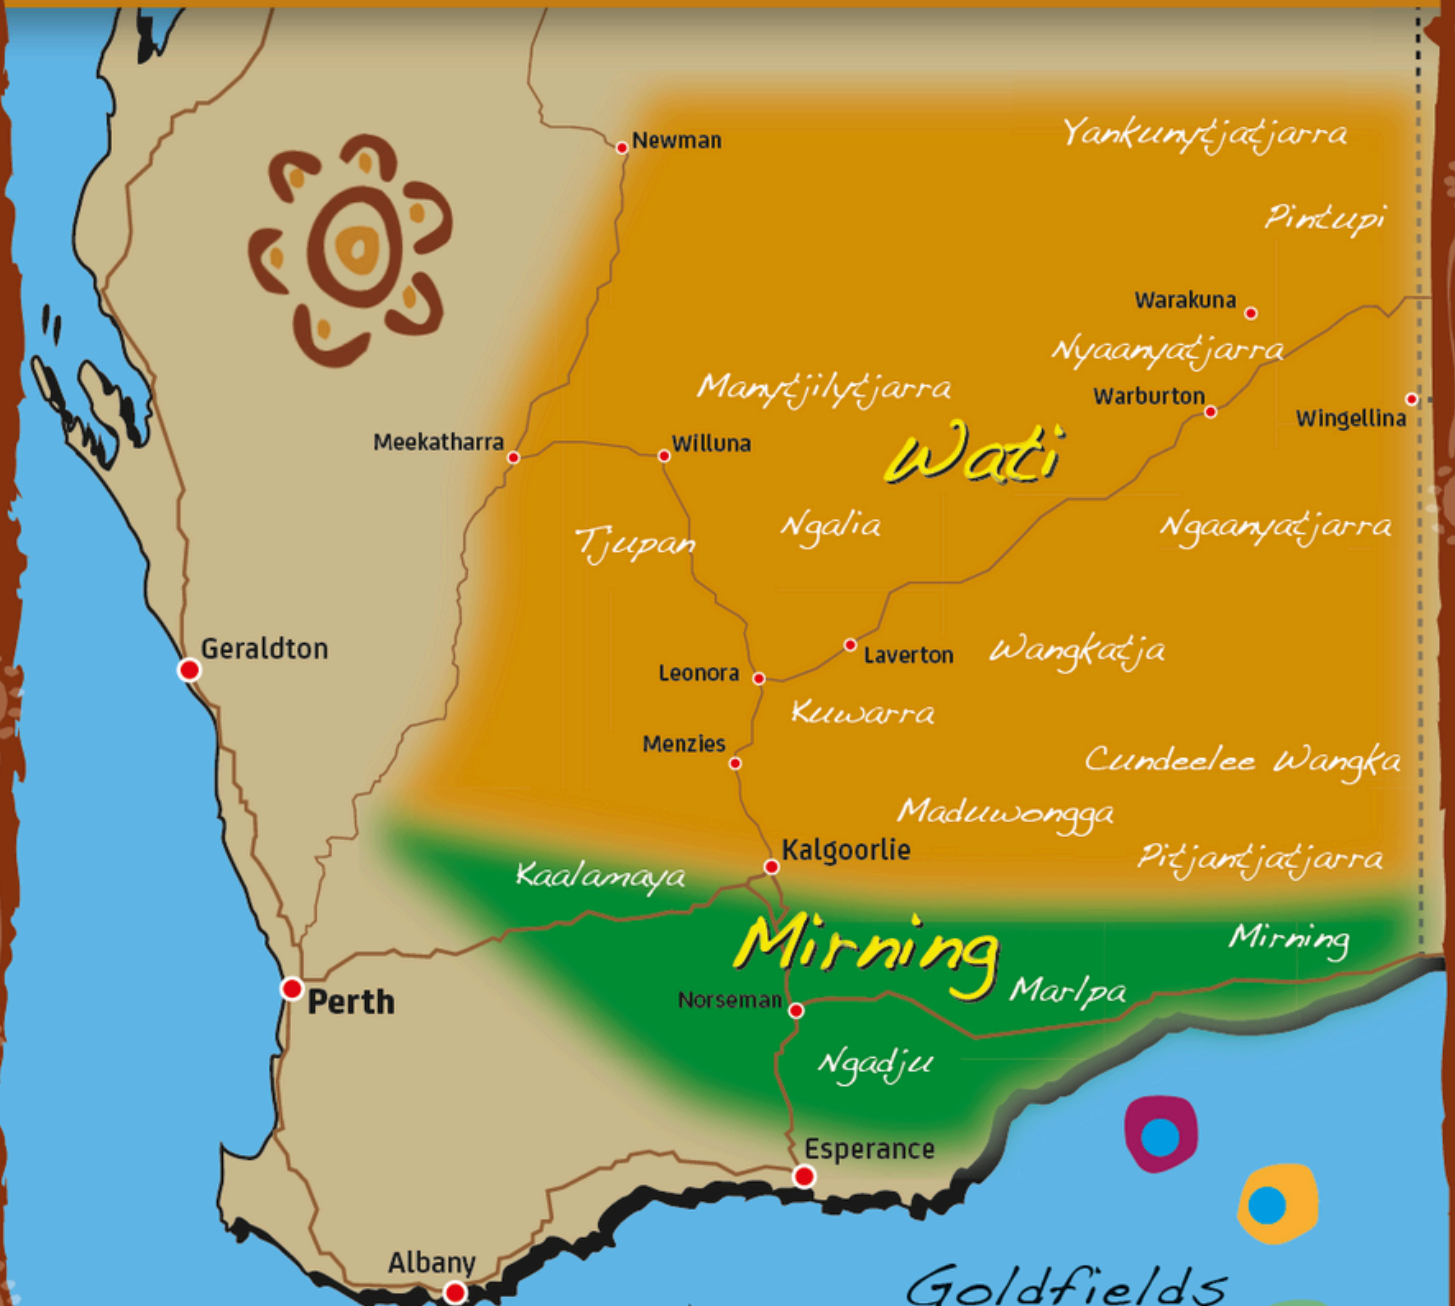 Yankunytjatjarra
Newman
Pintupi
Warakuna
Nyaanyatjarra
Manytjilytjarra
Warburton
Wingellina
Meekatharra
Willuna
Wati
Tjupan
Ngalia
Ngaanyatjarra
Geraldton
Leonora
Laverton
Wangkatja
Kuwarra
Menzies
Cundeelee Wangka
Maduwongga
Kalgoorlie
Pitjantjatjarra
Kaalamaya
Mirning
Mirning
Perth
Norseman
Marlpa
Ngadju
Esperance
Albany
Goldfields